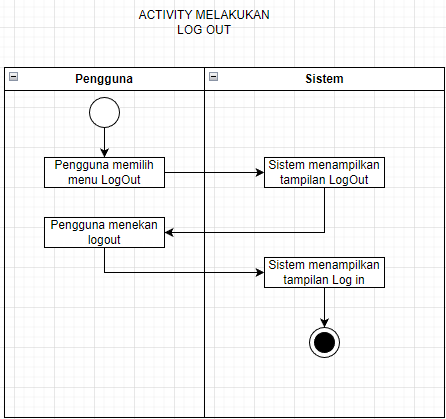 ACTIVITY MELAKUKAN
LOG OUT
Pengguna
Sistem
Pengguna memilih
menu LogOut
Sistem menampilkan
tampilan LogOut
Pengguna menekan
logout
Sistem menampilkan
tampilan Log in